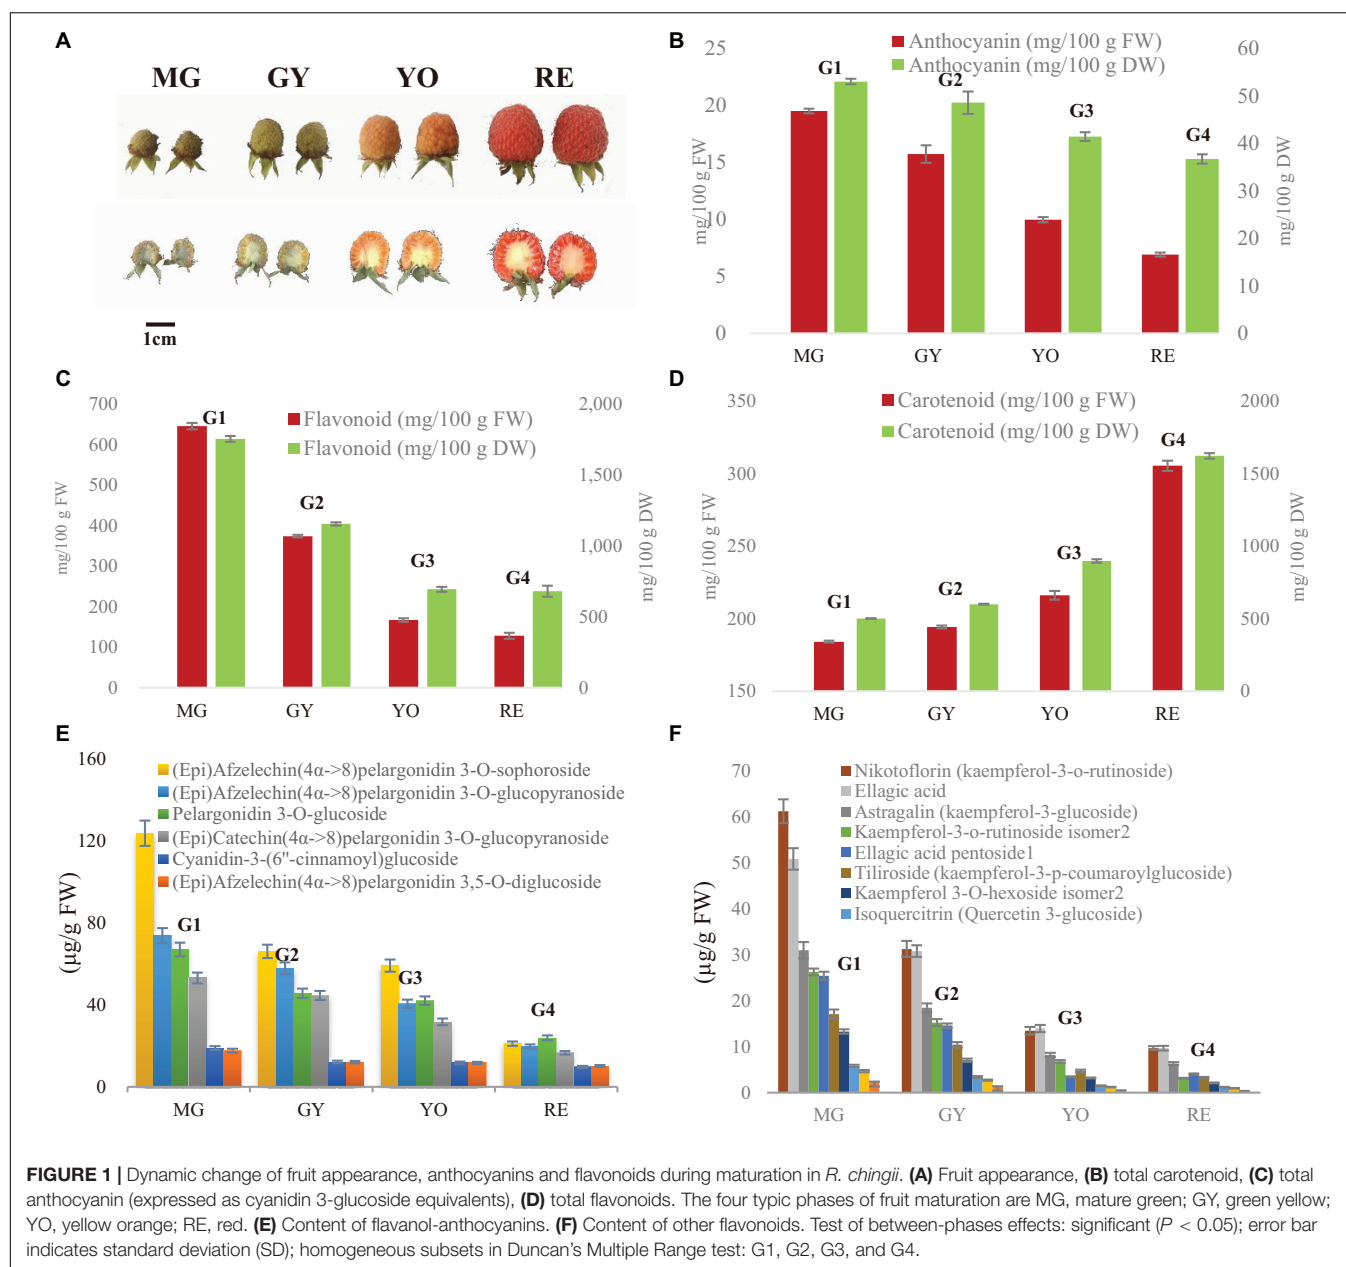 A
MG GY YO RE
1cm
B
Anthocyanin (mg/100 g FW)
Anthocyanin (mg/100 g DW)
25
20
15
10
5
0
mg/100 g FW
60
50
40
30
20
10
0
mg/100 g DW
G1
G2
G3
G4
MG GY YO RE
C
Flavonoid (mg/100 g FW)
Flavonoid (mg/100 g DW)
700
600
500
400
300
200
100
0
mg/100 g FW
2,000
1,500
1,000
500
0
mg/100 g DW
G1
G2
G3
G4
MG GY YO RE
D
Carotenoid (mg/100 g FW)
Carotenoid (mg/100 g DW)
350
300
250
200
150
mg/100 g FW
2000
1500
1000
500
0
mg/100 g DW
G1
G2
G3
G4
MG GY YO RE
E
(Epi)Afzelechin(4α->8)pelargonidin 3-O-sophoroside
(Epi)Afzelechin(4α->8)pelargonidin 3-O-glucopyranoside
Pelargonidin 3-O-glucoside
(Epi)Catechin(4α->8)pelargonidin 3-O-glucopyranoside
Cyanidin-3-(6"-cinnamoyl)glucoside
(Epi)Afzelechin(4α->8)pelargonidin 3,5-O-diglucoside
160
120
80
40
0
(µg/g FW)
G1
G2
G3
G4
MG GY YO RE
F
Nikotoflorin (kaempferol-3-o-rutinoside)
Ellagic acid
Astragalin (kaempferol-3-glucoside)
Kaempferol-3-o-rutinoside isomer2
Ellagic acid pentoside1
Tiliroside (kaempferol-3-p-coumaroylglucoside)
Kaempferol 3-O-hexoside isomer2
Isoquercitrin (Quercetin 3-glucoside)
70
60
50
40
30
20
10
0
(µg/g FW)
G1
G2
G3
G4
MG GY YO RE
FIGURE 1 | Dynamic change of fruit appearance, anthocyanins and flavonoids during maturation in R. chingii. (A) Fruit appearance, (B) total carotenoid, (C) total
anthocyanin (expressed as cyanidin 3-glucoside equivalents), (D) total flavonoids. The four typic phases of fruit maturation are MG, mature green; GY, green yellow;
YO, yellow orange; RE, red. (E) Content of flavanol-anthocyanins. (F) Content of other flavonoids. Test of between-phases effects: significant (P < 0.05); error bar
indicates standard deviation (SD); homogeneous subsets in Duncan's Multiple Range test: G1, G2, G3, and G4.